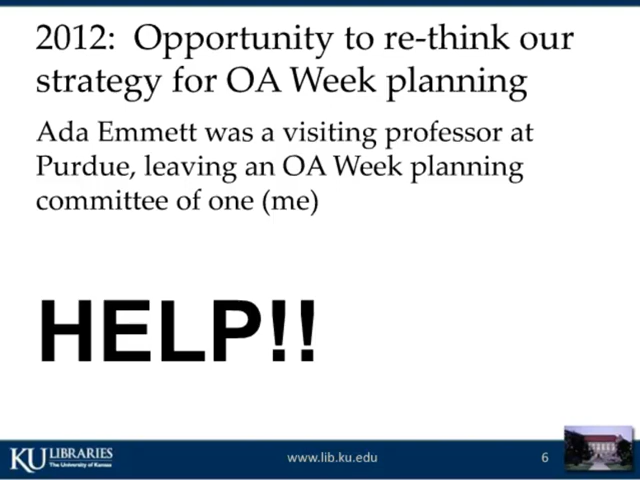 2012:  Opportunity to re-think our
strategy for OA Week planning
Ada Emmett was a visiting professor at
Purdue, leaving an OA Week planning
committee of one (me)
HELP!!
KU LIBRARIES
The University of Kansas
www.lib.ku.edu
6